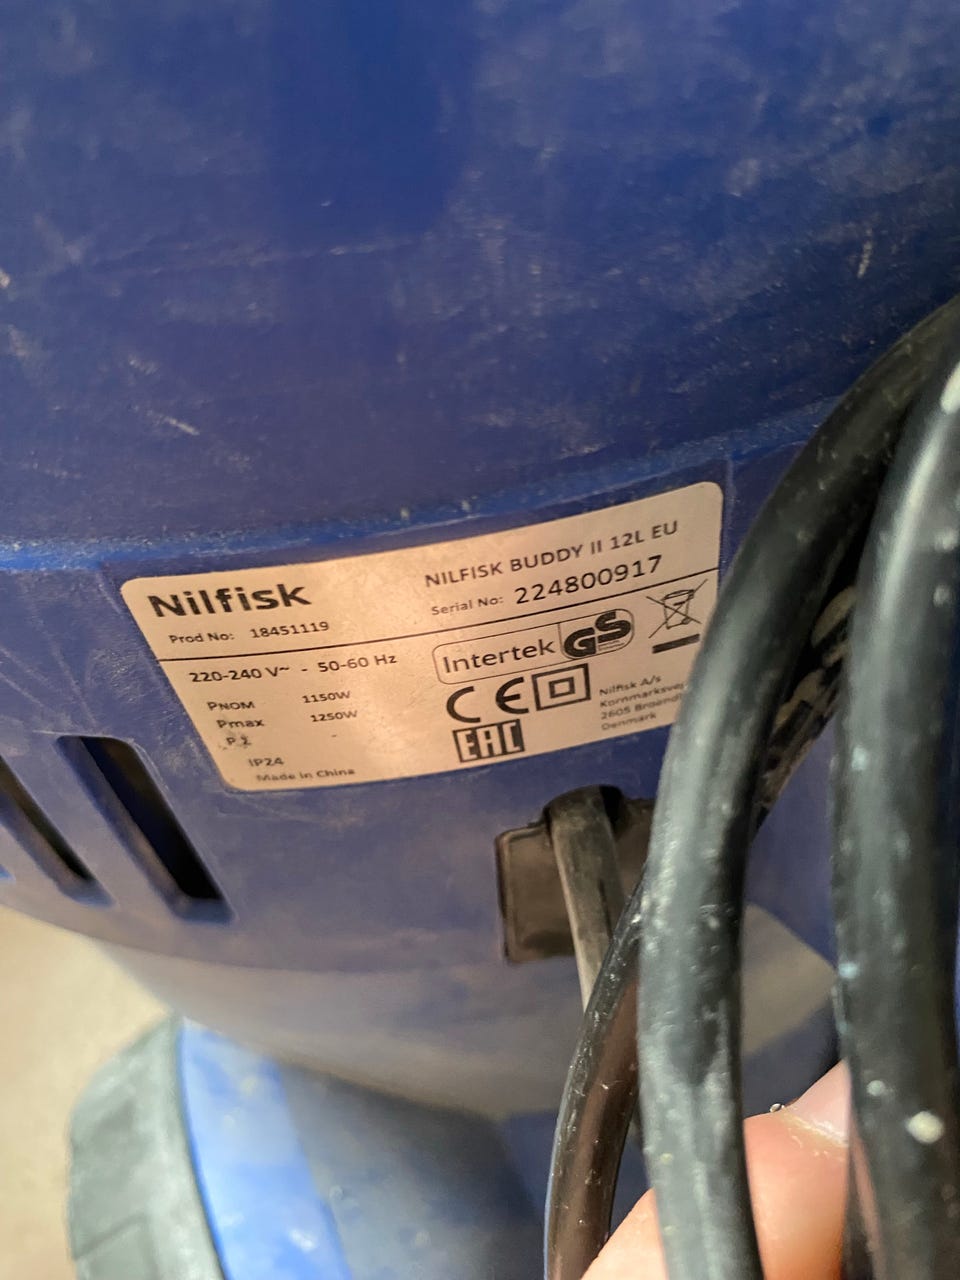 Nilfisk
NILFISK BUDDY II 12L EU
Prod No: 18451119
Serial No: 224800917
220-240 V~ - 50-60 Hz
PNOM 1150W
Pmax 1250W
-
IP24
Made in China
Intertek GS
CE
EAC
Nilfisk A/s
2605
Denmark